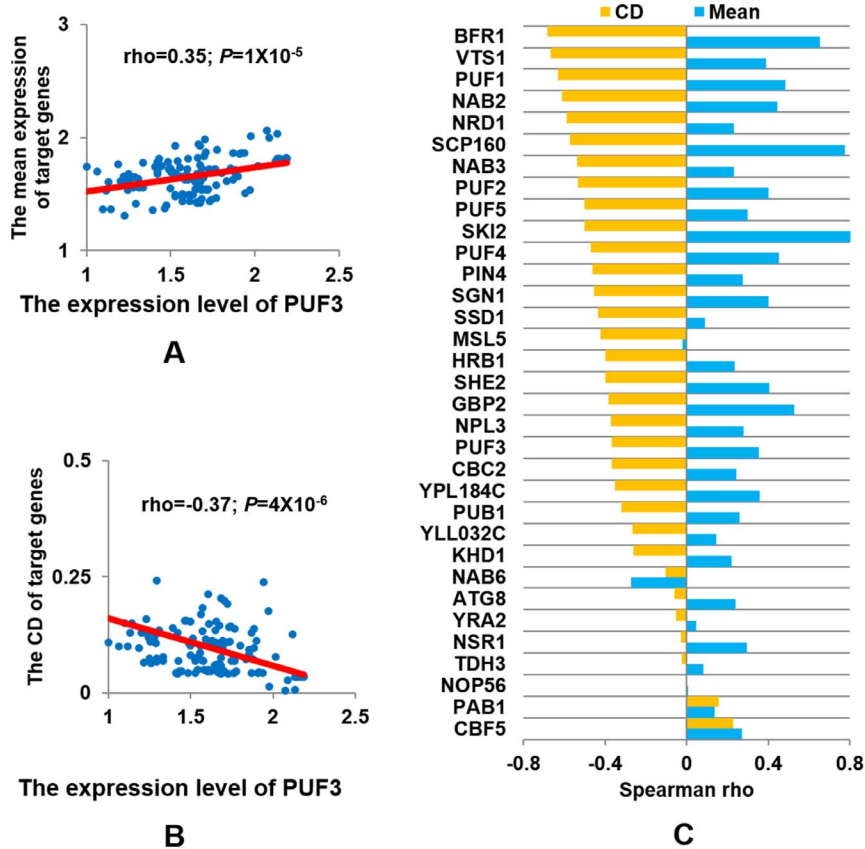 3
2
1
The mean expression
of target genes
rho=0.35; P=1X10-5
1
1.5
2
2.5
The expression level of PUF3
A
0.5
0.25
0
The CD of target genes
rho=-0.37; P=4X10-6
1
1.5
2
2.5
The expression level of PUF3
B
CD
Mean
BFR1
VTS1
PUF1
NAB2
NRD1
SCP160
NAB3
PUF2
PUF5
SKI2
PUF4
PIN4
SGN1
SSD1
MSL5
HRB1
SHE2
GBP2
NPL3
PUF3
CBC2
YPL184C
PUB1
YLL032C
KHD1
NAB6
ATG8
YRA2
NSR1
TDH3
NOP56
PAB1
CBF5
-0.8
-0.4
0
0.4
0.8
Spearman rho
C